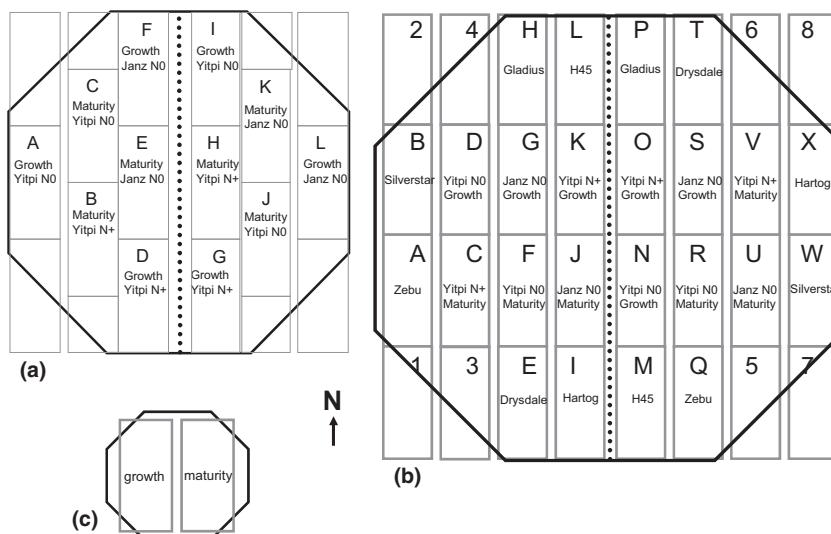 F
Growth
Janz N0
I
Growth
Yitpi N0
C
Maturity
Yitpi N0
K
Maturity
Janz N0
A
Growth
Yitpi N0
E
Maturity
Janz N0
H
Maturity
Yitpi N+
L
Growth
Janz N0
B
Maturity
Yitpi N+
J
Maturity
Yitpi N0
D
Growth
Yitpi N+
G
Growth
Yitpi N+
(a)
2
4
H
Gladius
L
H45
P
Gladius
T
Drysdale
6
8
B
Silverstar
D
Yitpi N0
Growth
G
Janz N0
Growth
K
Yitpi N+
Growth
O
Yitpi N+
Growth
S
Janz N0
Growth
V
Yitpi N+
Maturity
X
Hartog
A
Zebu
C
Yitpi N+
Maturity
F
Yitpi N0
Maturity
J
Janz N0
Maturity
N
Yitpi N0
Growth
R
Yitpi N0
Maturity
U
Janz N0
Maturity
W
Silverstar
1
3
E
Drysdale
I
Hartog
M
H45
Q
Zebu
5
7
(b)
N
growth
maturity
(c)